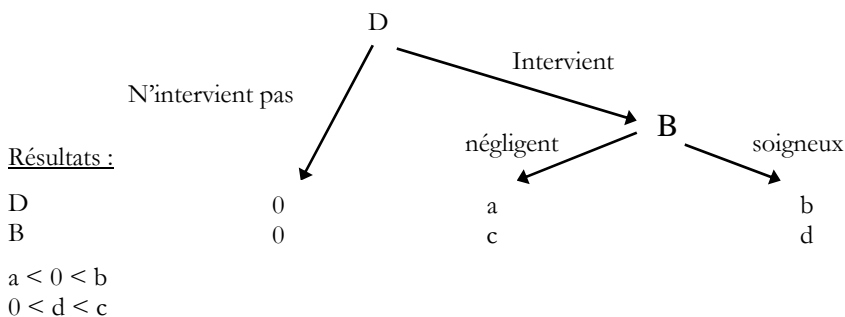 D
Intervient
N'intervient pas
B
négligent soigneux
Résultats :
D 0 a b
B 0 c d
a < 0 < b
0 < d < c